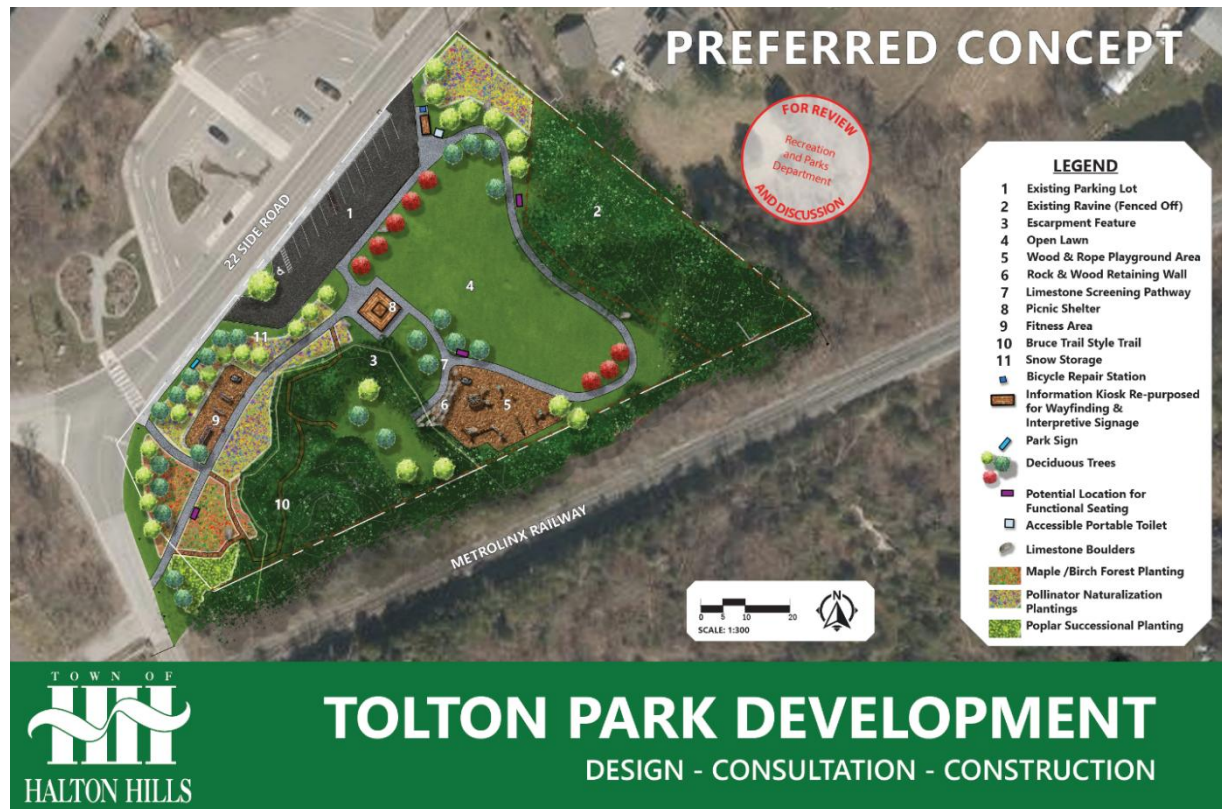 PREFERRED CONCEPT
FOR REVIEW
Recreation
and Parks
Department
AND DISCUSSION
22 SIDE ROAD
1
2
3
4
5
6
7
8
9
10
11
METROLINX RAILWAY
LEGEND
1 Existing Parking Lot
2 Existing Ravine (Fenced Off)
3 Escarpment Feature
4 Open Lawn
5 Wood & Rope Playground Area
6 Rock & Wood Retaining Wall
7 Limestone Screening Pathway
8 Picnic Shelter
9 Fitness Area
10 Bruce Trail Style Trail
11 Snow Storage
Bicycle Repair Station
Information Kiosk Re-purposed
for Wayfinding &
Interpretive Signage
Park Sign
Deciduous Trees
Potential Location for
Functional Seating
Accessible Portable Toilet
Limestone Boulders
Maple /Birch Forest Planting
Pollinator Naturalization
Plantings
Poplar Successional Planting
0 5 10 20
SCALE: 1:300
N
TOWN OF
HH
HALTON HILLS
TOLTON PARK DEVELOPMENT
DESIGN - CONSULTATION - CONSTRUCTION